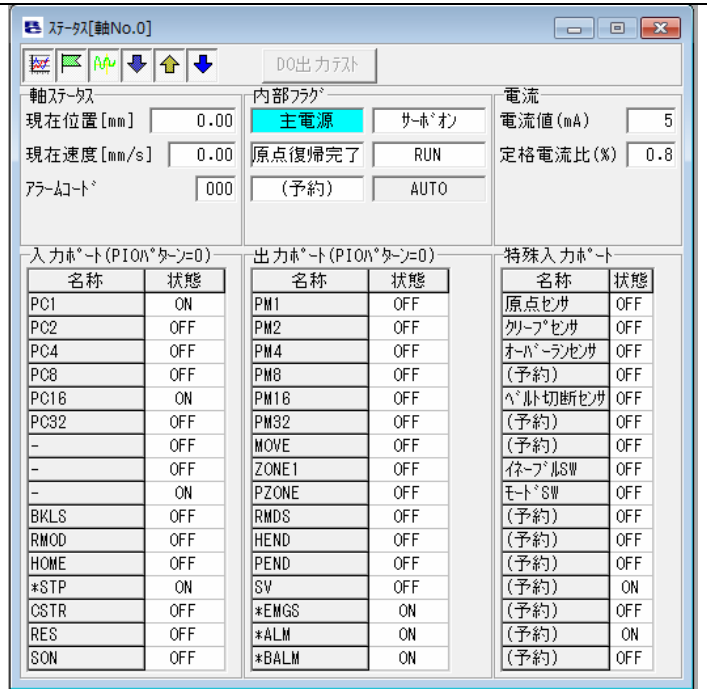 ステータス[軸No.0]
DO出力テスト
軸ステータス
現在位置[mm] 0.00
現在速度[mm/s] 0.00
アラームコード 000
内部フラグ
主電源 サーボオン
原点復帰完了 RUN
(予約) AUTO
電流
電流値(mA) 5
定格電流比(%) 0.8
入力ポート(PIOパターン=0)
名称 状態
PC1 ON
PC2 OFF
PC4 OFF
PC8 OFF
PC16 ON
PC32 OFF
- OFF
- OFF
- ON
BKLS OFF
RMOD OFF
HOME OFF
*STP ON
CSTR OFF
RES OFF
SON OFF
出力ポート(PIOパターン=0)
名称 状態
PM1 OFF
PM2 OFF
PM4 OFF
PM8 OFF
PM16 OFF
PM32 OFF
MOVE OFF
ZONE1 OFF
PZONE OFF
RMDS OFF
HEND OFF
PEND OFF
SV OFF
*EMGS ON
*ALM ON
*BALM ON
特殊入力ポート
名称 状態
原点センサ OFF
クリープセンサ OFF
オーバーランセンサ OFF
(予約) OFF
ベルト切断センサ OFF
(予約) OFF
(予約) OFF
イネーブルSW OFF
モードSW OFF
(予約) OFF
(予約) OFF
(予約) OFF
(予約) ON
(予約) OFF
(予約) ON
(予約) OFF